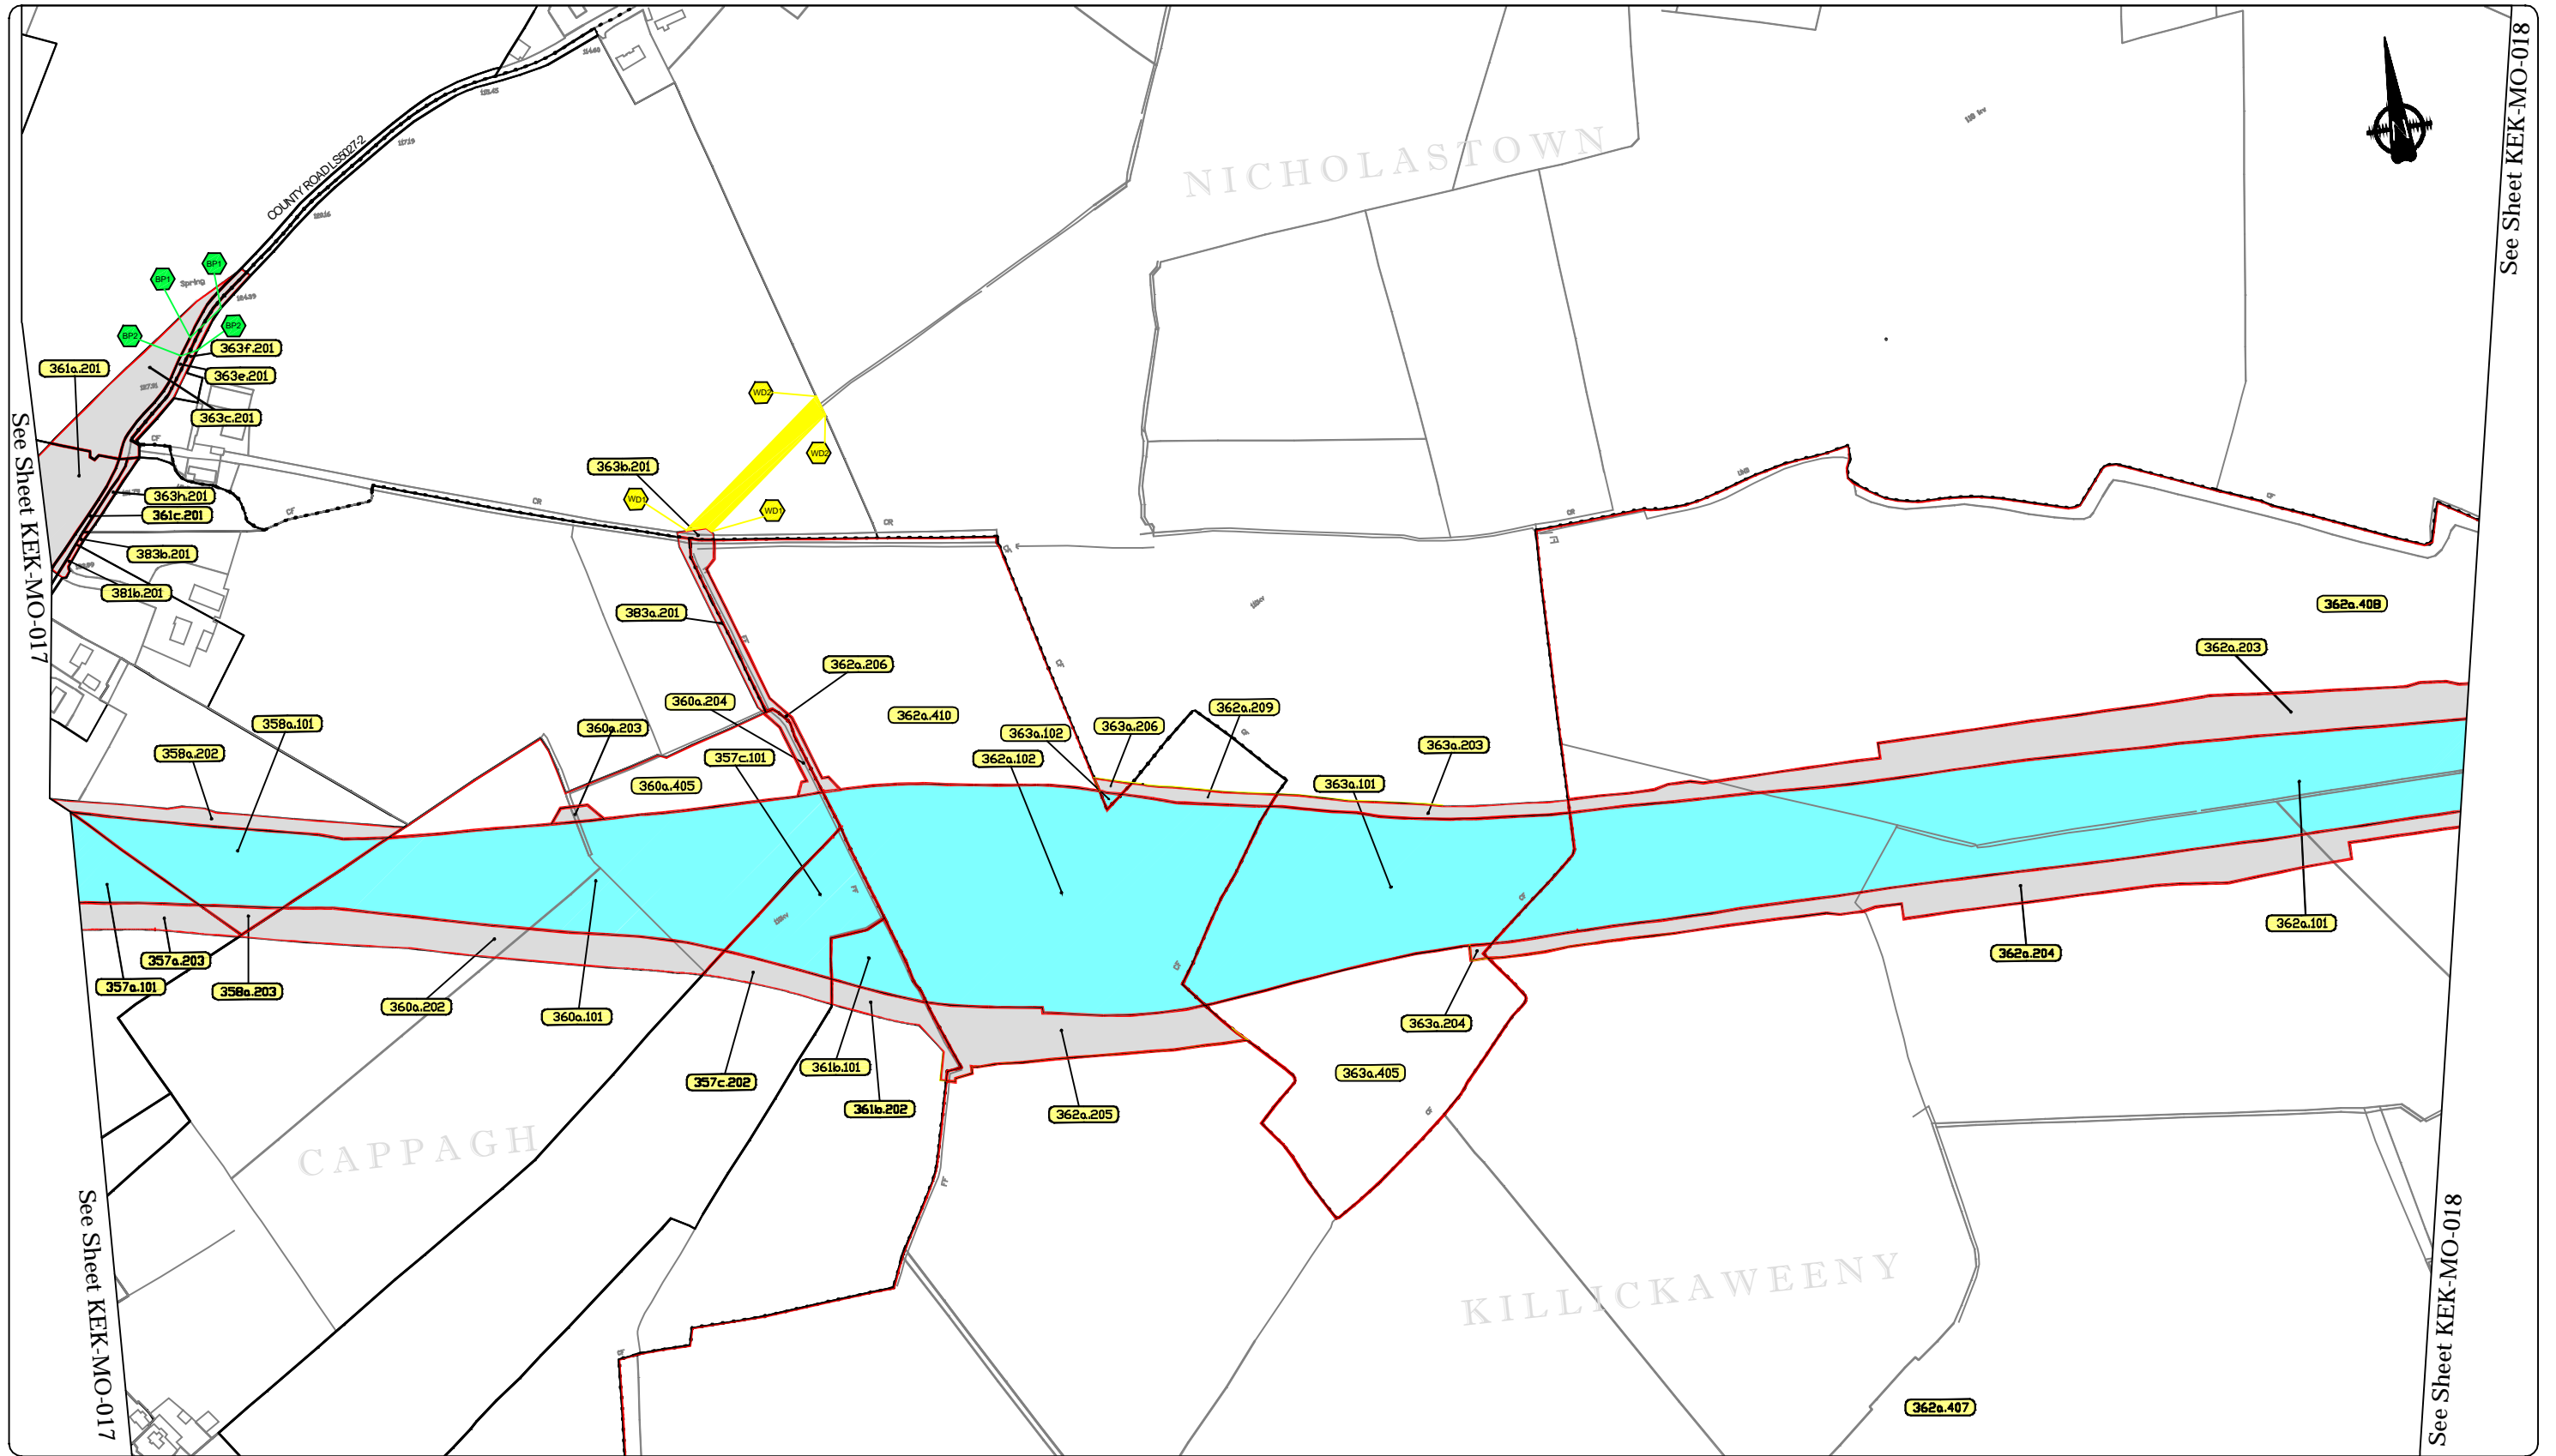 See Sheet KEK-MO-018
NICHOLASTOWN
COUNTY ROAD LS5027-2
BP1
BP1
Spring
BP2
BP2
363f.201
361a.201
363e.201
363c.201
WD2
WD2
See Sheet KEK-MO-017
CF
363b.201
363h.201
WD1
WD1
361c.201
CF
CR
CR
383b.201
381b.201
362a.408
383a.201
362a.203
362a.206
360a.204
362a.410
362a.209
358a.101
360a.203
363a.102
363a.206
363a.203
358a.202
357c.101
362a.102
360a.405
363a.101
362a.101
357a.203
362a.204
357a.101
358a.203
360a.202
360a.101
363a.204
361b.101
363a.405
357c.202
361b.202
362a.205
CAPPAGH
KILLICKAWEENY
See Sheet KEK-MO-017
See Sheet KEK-MO-018
362a.407